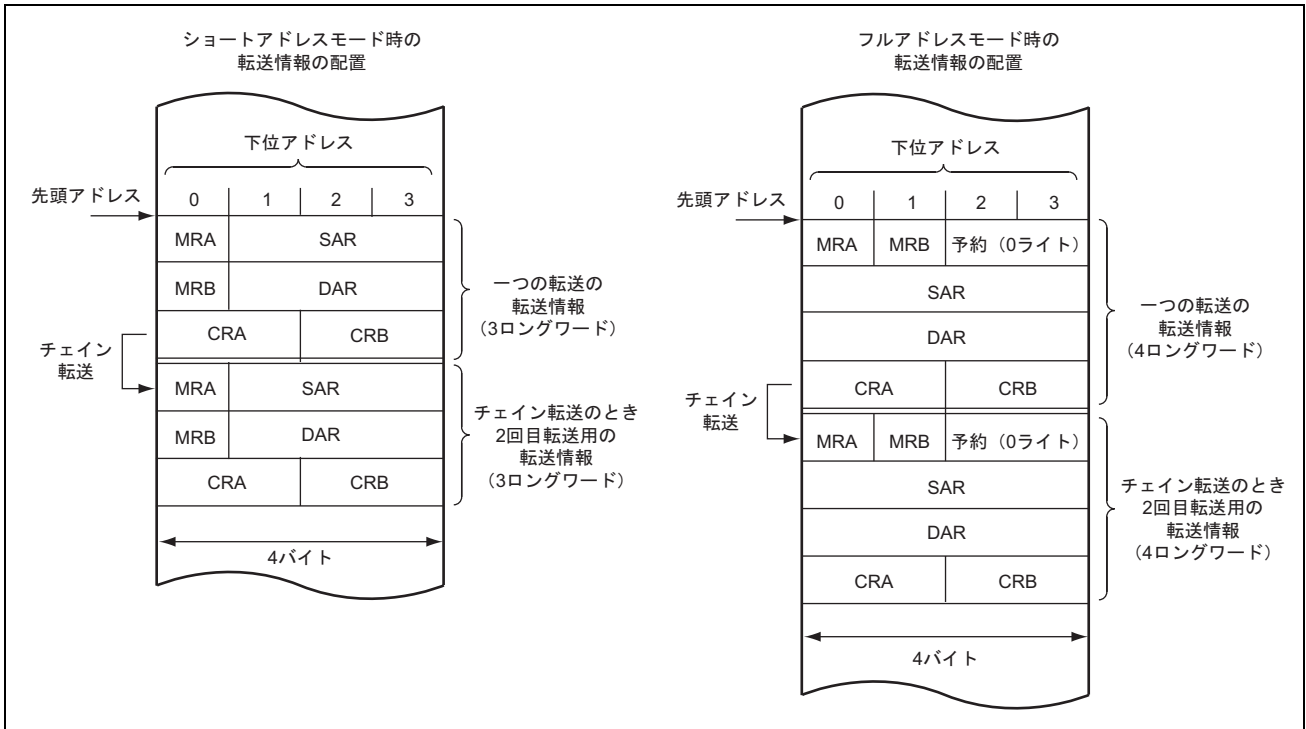 ショートアドレスモード時の
転送情報の配置
下位アドレス
先頭アドレス
0 1 2 3
MRA SAR
MRB DAR
CRA CRB
一つの転送の
転送情報
(3ロングワード)
チェイン
転送
MRA SAR
MRB DAR
CRA CRB
チェイン転送のとき
2回目転送用の
転送情報
(3ロングワード)
4バイト
フルアドレスモード時の
転送情報の配置
下位アドレス
先頭アドレス
0 1 2 3
MRA MRB 予約(0ライト)
SAR
DAR
CRA CRB
一つの転送の
転送情報
(4ロングワード)
チェイン
転送
MRA MRB 予約(0ライト)
SAR
DAR
CRA CRB
チェイン転送のとき
2回目転送用の
転送情報
(4ロングワード)
4バイト